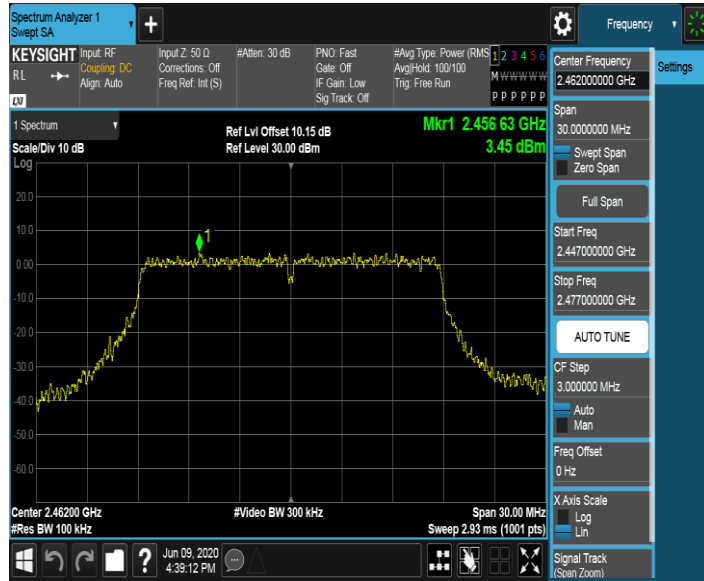 Spectrum Analyzer 1
Swept SA
+
Frequency
KEYSIGHT
RL
LXI
Input: RF
Coupling: DC
Align: Auto
Input Z: 50 Ω
Corrections: Off
Freq Ref: Int (S)
#Atten: 30 dB
PNO: Fast
Gate: Off
IF Gain: Low
Sig Track: Off
#Avg Type: Power (RMS
Avg|Hold: 100/100
Trig: Free Run
1 2 3 4 5 6
M W W W W W
P P P P P P
Settings
1 Spectrum
Scale/Div 10 dB
Log
Ref Lvl Offset 10.15 dB
Ref Level 30.00 dBm
Mkr1 2.456 63 GHz
3.45 dBm
20.0
10.0
0.00
-10.0
-20.0
-30.0
-40.0
-50.0
-60.0
1
Center 2.46200 GHz
#Res BW 100 kHz
#Video BW 300 kHz
Span 30.00 MHz
Sweep 2.93 ms (1001 pts)
Center Frequency
2.462000000 GHz
Span
30.0000000 MHz
Swept Span
Zero Span
Full Span
Start Freq
2.447000000 GHz
Stop Freq
2.477000000 GHz
AUTO TUNE
CF Step
3.000000 MHz
Auto
Man
Freq Offset
0 Hz
X Axis Scale
Log
Lin
Signal Track
(Span Zoom)
?
Jun 09, 2020
4:39:12 PM